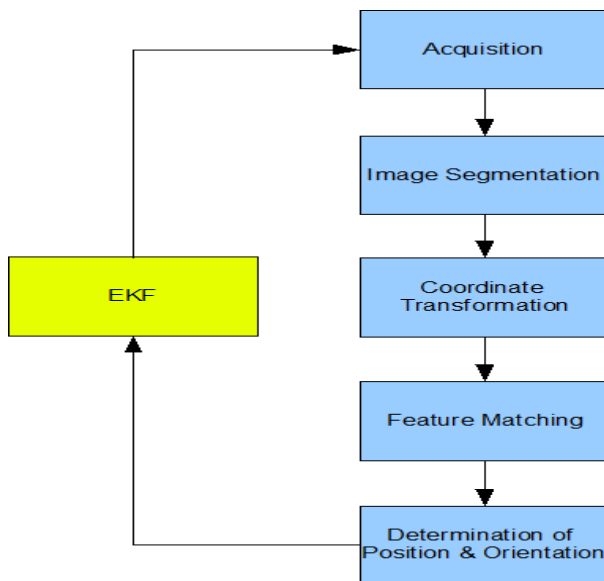 Acquisition
Image Segmentation
Coordinate
Transformation
EKF
Feature Matching
Determination of
Position & Orientation